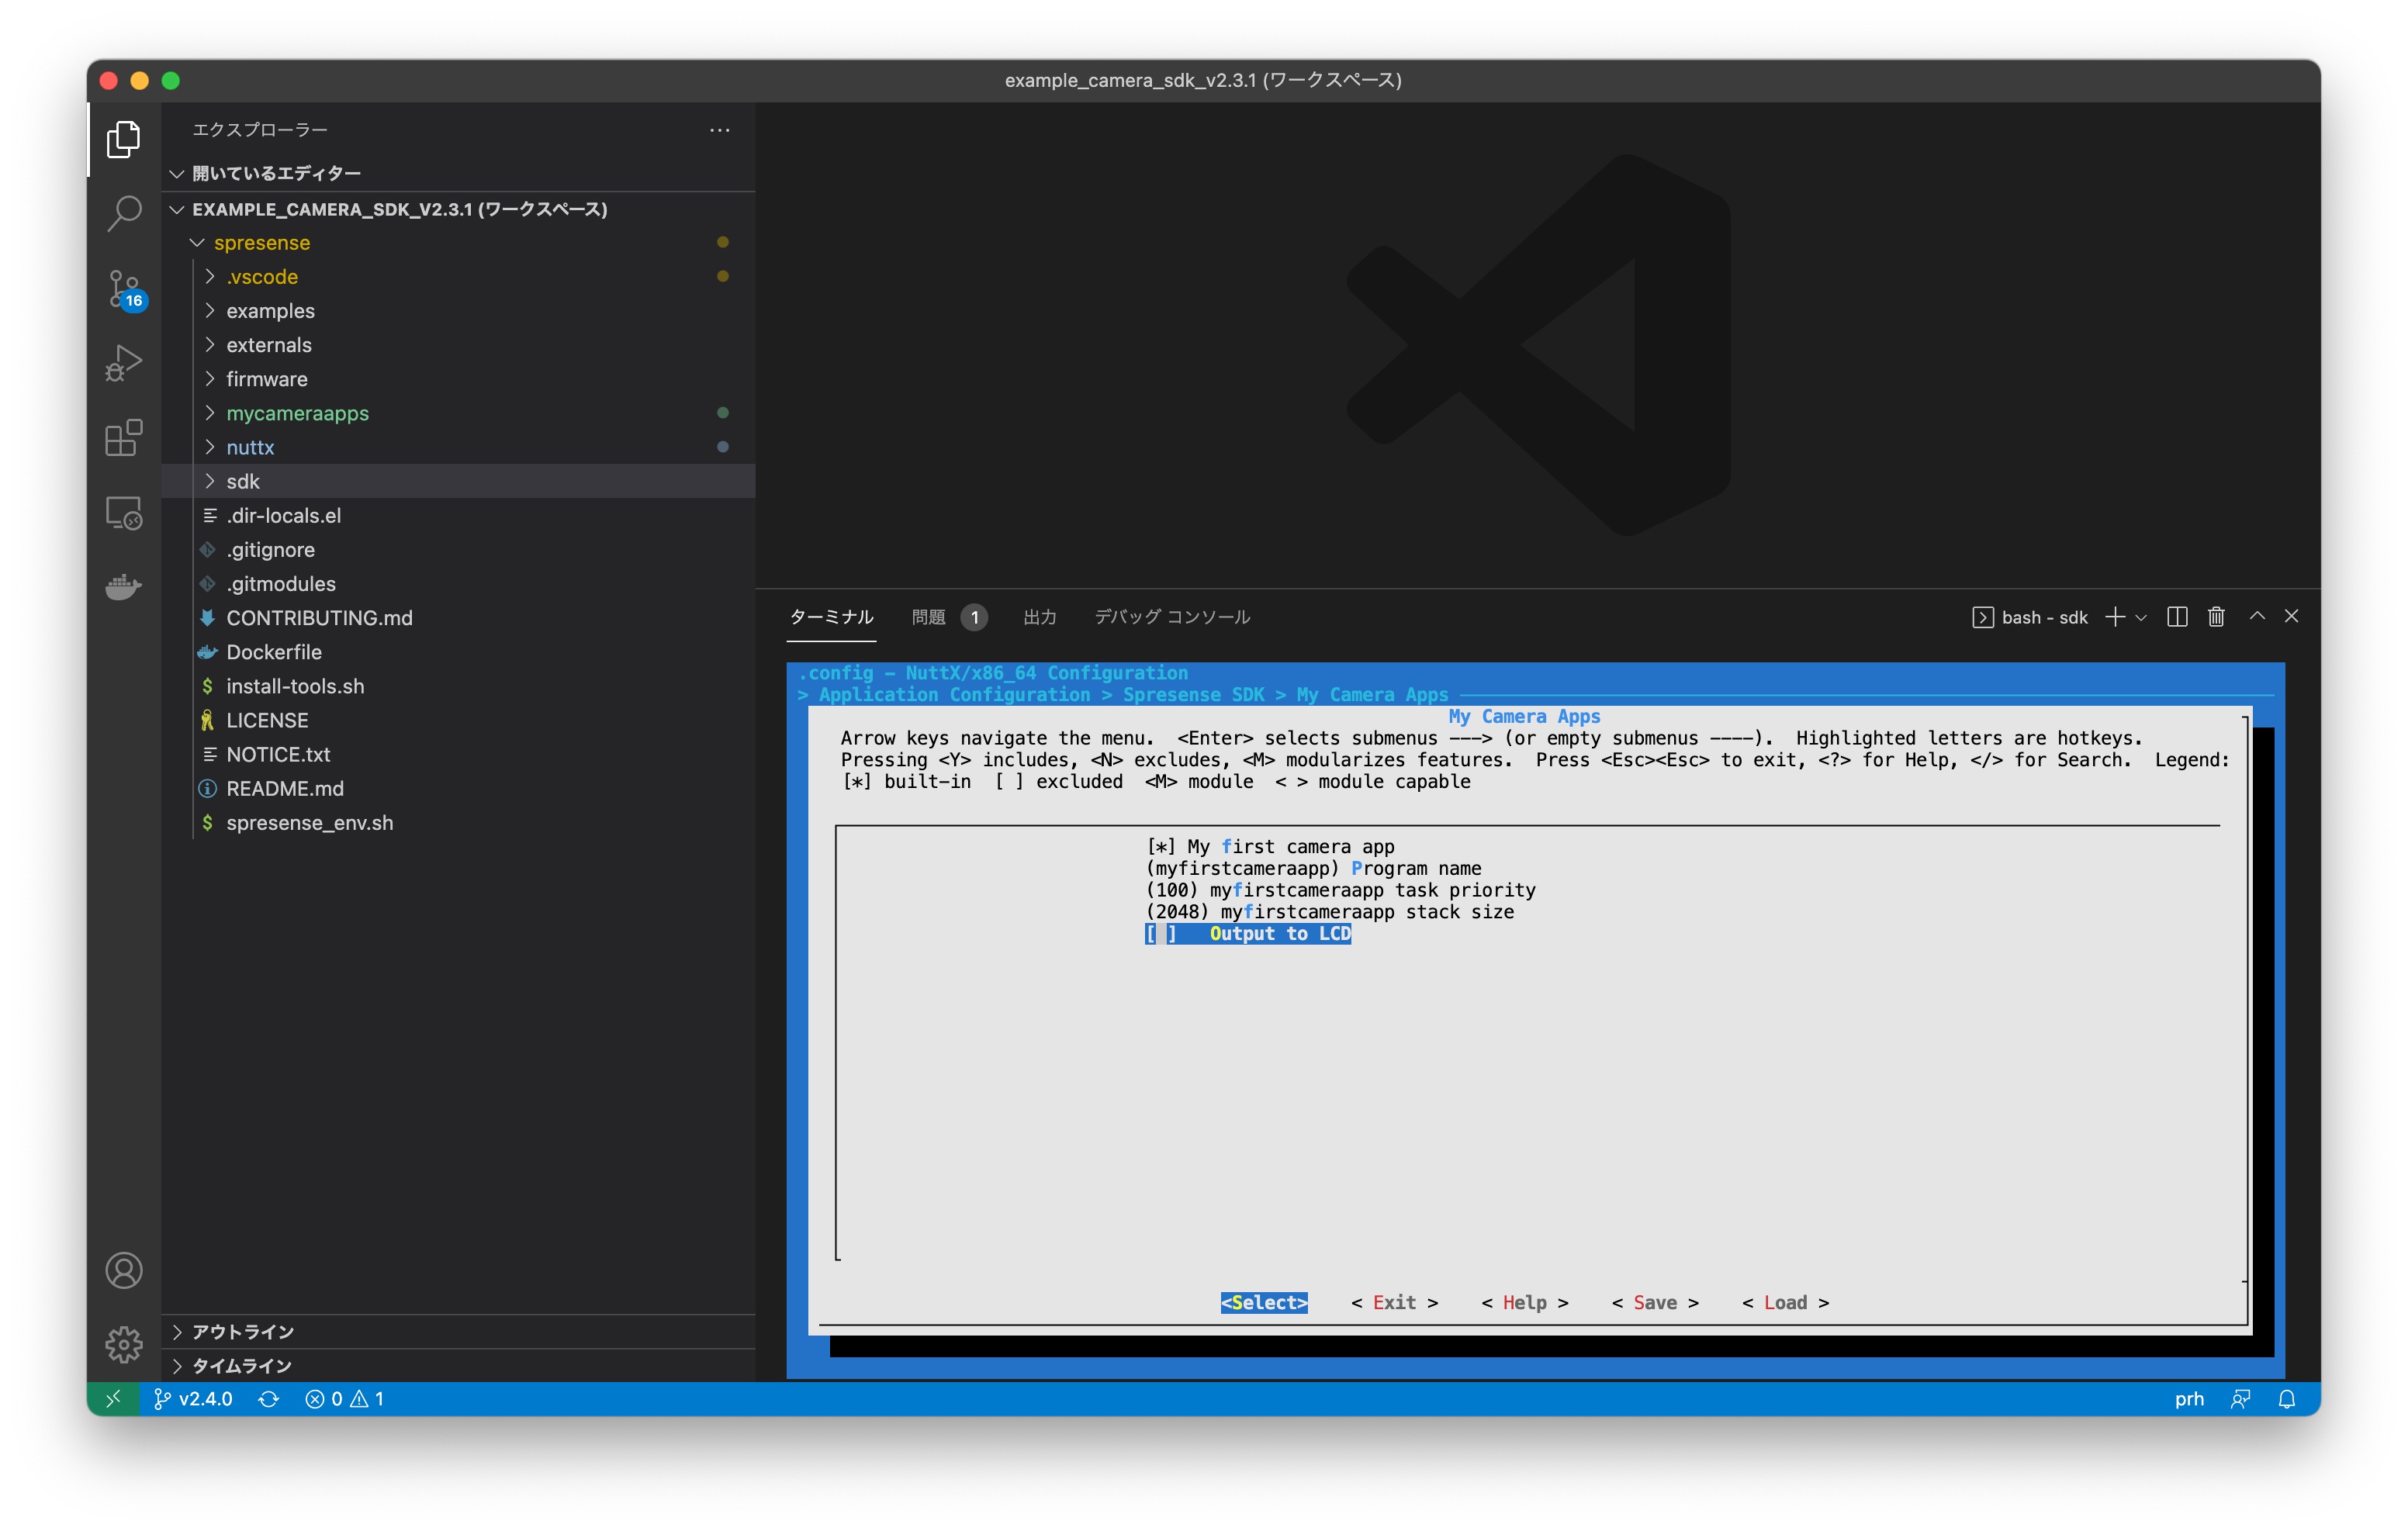 example_camera_sdk_v2.3.1 (ワークスペース)
エクスプローラー
開いているエディター
EXAMPLE_CAMERA_SDK_V2.3.1 (ワークスペース)
spresense
.vscode
examples
externals
firmware
mycameraapps
nuttx
sdk
.dir-locals.el
.gitignore
.gitmodules
CONTRIBUTING.md
Dockerfile
install-tools.sh
LICENSE
NOTICE.txt
README.md
spresense_env.sh
アウトライン
タイムライン
16
ターミナル 問題 1 出力 デバッグ コンソール bash - sdk
.config - NuttX/x86_64 Configuration
> Application Configuration > Spresense SDK > My Camera Apps
My Camera Apps
Arrow keys navigate the menu.  <Enter> selects submenus ---> (or empty submenus ----).  Highlighted letters are hotkeys.
Pressing <Y> includes, <N> excludes, <M> modularizes features.  Press <Esc><Esc> to exit, <?> for Help, </> for Search.  Legend:
[*] built-in  [ ] excluded  <M> module  < > module capable
[*] My first camera app
(myfirstcameraapp) Program name
(100) myfirstcameraapp task priority
(2048) myfirstcameraapp stack size
[ ]   Output to LCD
<Select>    < Exit >    < Help >    < Save >    < Load >
v2.4.0 0 1 prh